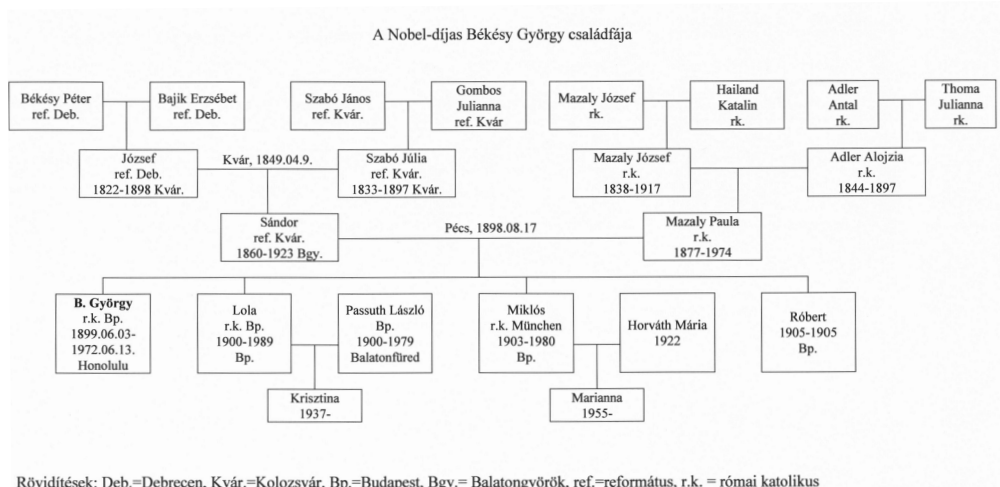 A Nobel-díjas Békésy György családfája
Békésy Péter
ref. Deb.
Bajik Erzsébet
ref. Deb.
Szabó János
ref. Kvár.
Gombos
Julianna
ref. Kvár
Mazaly József
rk.
Hailand
Katalin
rk.
Adler
Antal
rk.
Thoma
Julianna
rk.
József
ref. Deb.
1822-1898 Kvár.
Kvár, 1849.04.9.
Szabó Júlia
ref. Kvár.
1833-1897 Kvár.
Mazaly József
r.k.
1838-1917
Adler Alojzia
r.k.
1844-1897
Sándor
ref. Kvár.
1860-1923 Bgy.
Pécs, 1898.08.17
Mazaly Paula
r.k.
1877-1974
B. György
r.k. Bp.
1899.06.03-
1972.06.13.
Honolulu
Lola
r.k. Bp.
1900-1989
Bp.
Passuth László
Bp.
1900-1979
Balatonfüred
Miklós
r.k. München
1903-1980
Bp.
Horváth Mária
1922
Róbert
1905-1905
Bp.
Krisztina
1937-
Marianna
1955-
Rövidítések: Deb.=Debrecen, Kvár.=Kolozsvár, Bp.=Budapest, Bgy.= Balatongyörök, ref.=református, r.k. = római katolikus